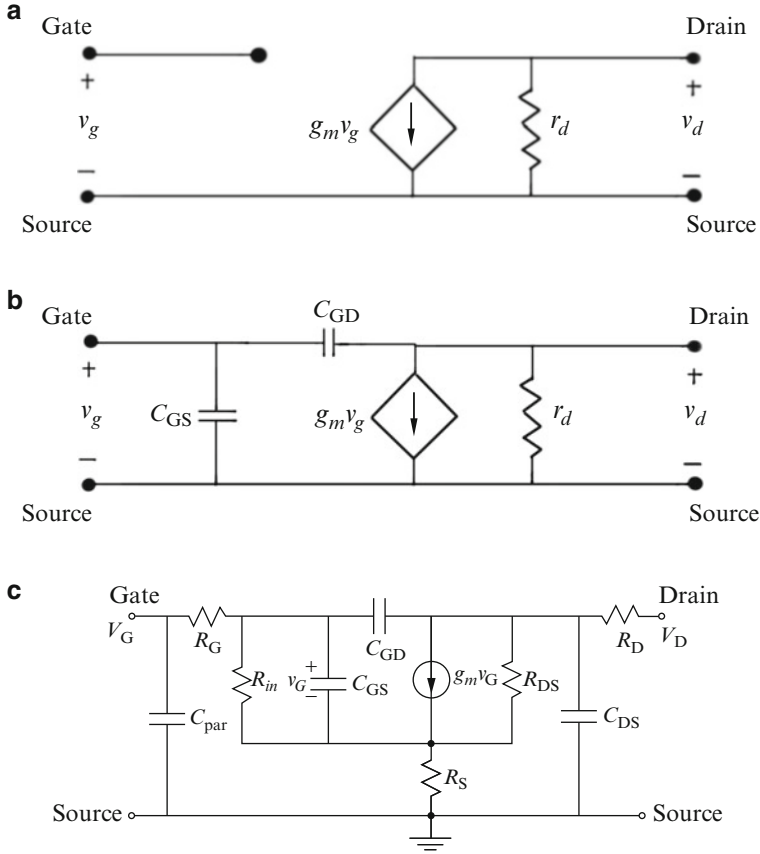 a
Gate
Drain
+
+
v_g
g_m v_g
r_d
v_d
−
−
Source
Source
b
Gate
C_GD
Drain
+
+
v_g
C_GS
g_m v_g
r_d
v_d
−
−
Source
Source
c
Gate
Drain
V_G
R_G
C_GD
R_D
V_D
R_in
v_G
+
−
C_GS
g_m v_G
R_DS
C_par
C_DS
R_S
Source
Source